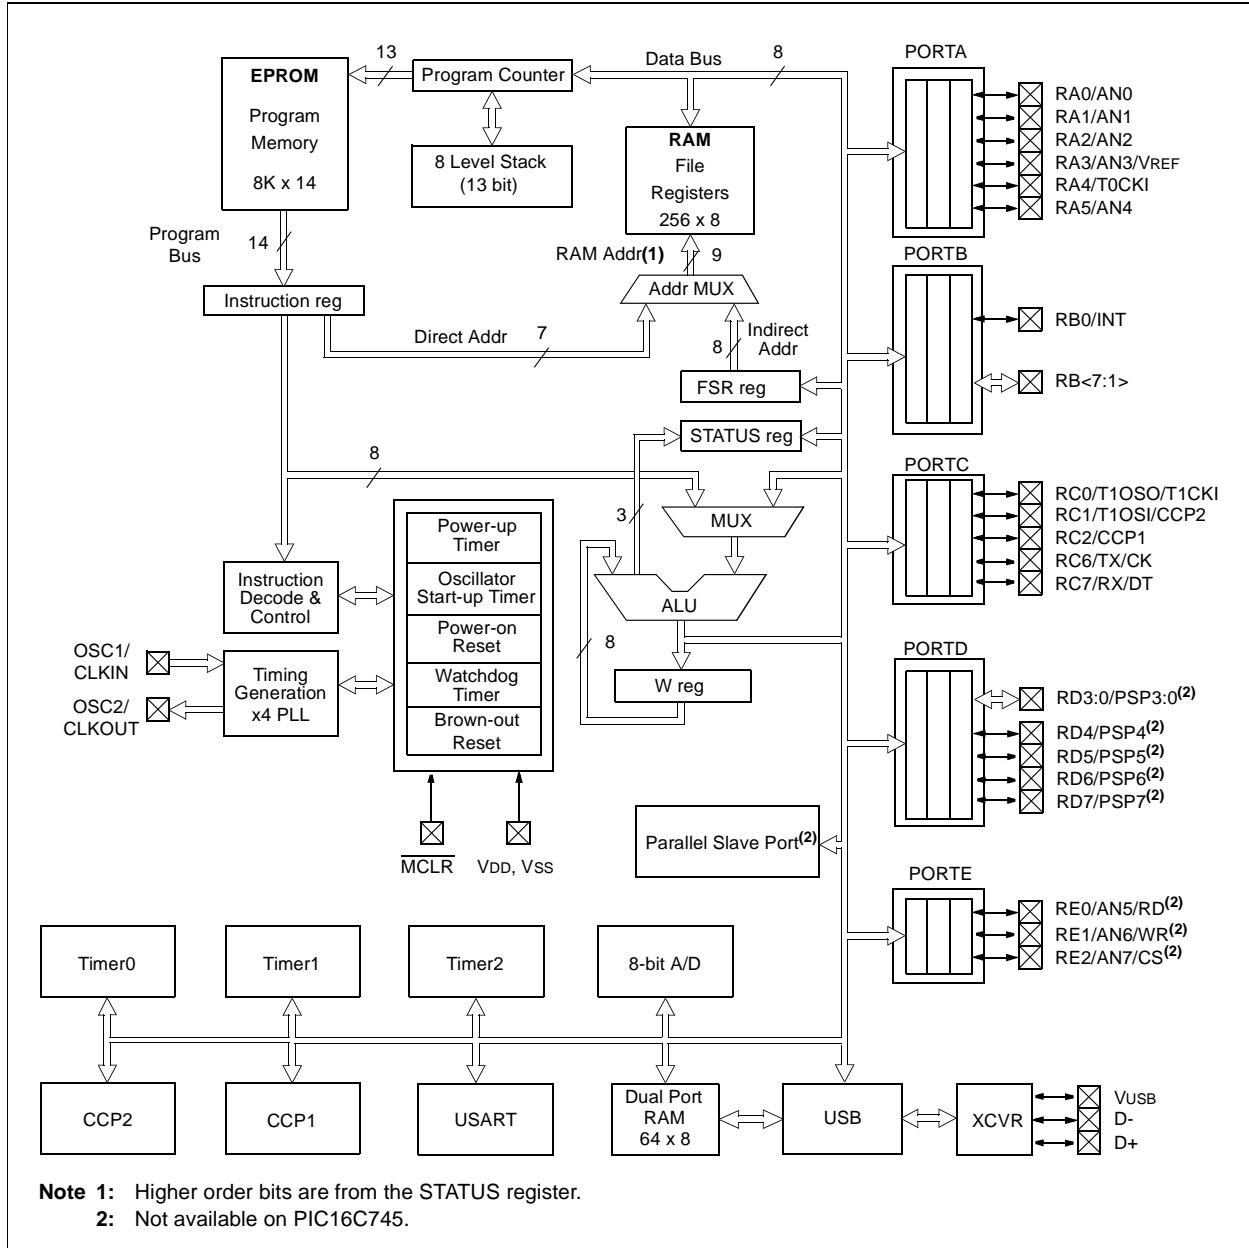 13
Data Bus
8
PORTA
EPROM
Program
Memory
8K x 14
Program Counter
8 Level Stack
(13 bit)
RAM
File
Registers
256 x 8
RA0/AN0
RA1/AN1
RA2/AN2
RA3/AN3/VREF
RA4/T0CKI
RA5/AN4
Program
Bus
14
RAM Addr(1)
9
PORTB
Instruction reg
Addr MUX
Direct Addr
7
8
Indirect
Addr
FSR reg
RB0/INT
RB<7:1>
STATUS reg
8
3
MUX
PORTC
RC0/T1OSO/T1CKI
RC1/T1OSI/CCP2
RC2/CCP1
RC6/TX/CK
RC7/RX/DT
Power-up
Timer
Oscillator
Start-up Timer
Power-on
Reset
Watchdog
Timer
Brown-out
Reset
Instruction
Decode &
Control
ALU
8
W reg
OSC1/
CLKIN
OSC2/
CLKOUT
Timing
Generation
x4 PLL
PORTD
RD3:0/PSP3:0(2)
RD4/PSP4(2)
RD5/PSP5(2)
RD6/PSP6(2)
RD7/PSP7(2)
MCLR
VDD, VSS
Parallel Slave Port(2)
PORTE
RE0/AN5/RD(2)
RE1/AN6/WR(2)
RE2/AN7/CS(2)
Timer0
Timer1
Timer2
8-bit A/D
CCP2
CCP1
USART
Dual Port
RAM
64 x 8
USB
XCVR
VUSB
D-
D+
Note 1: Higher order bits are from the STATUS register.
2: Not available on PIC16C745.